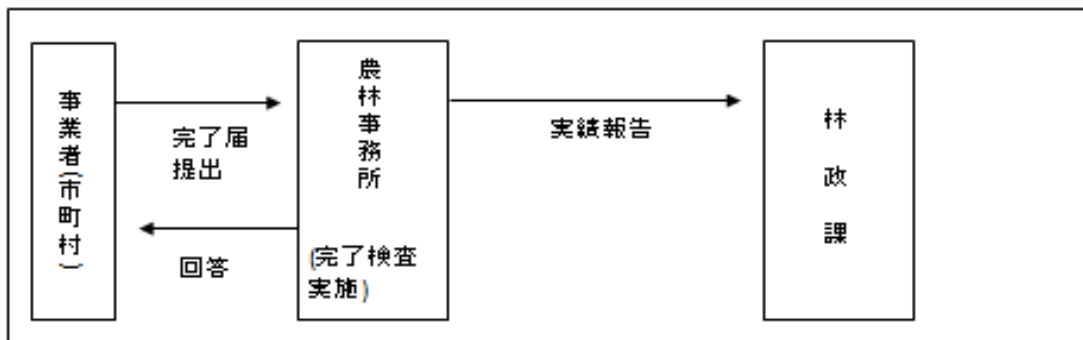 事業者(市町村)
完了届
提出
回答
農林事務所
(完了検査
実施)
実績報告
林政課